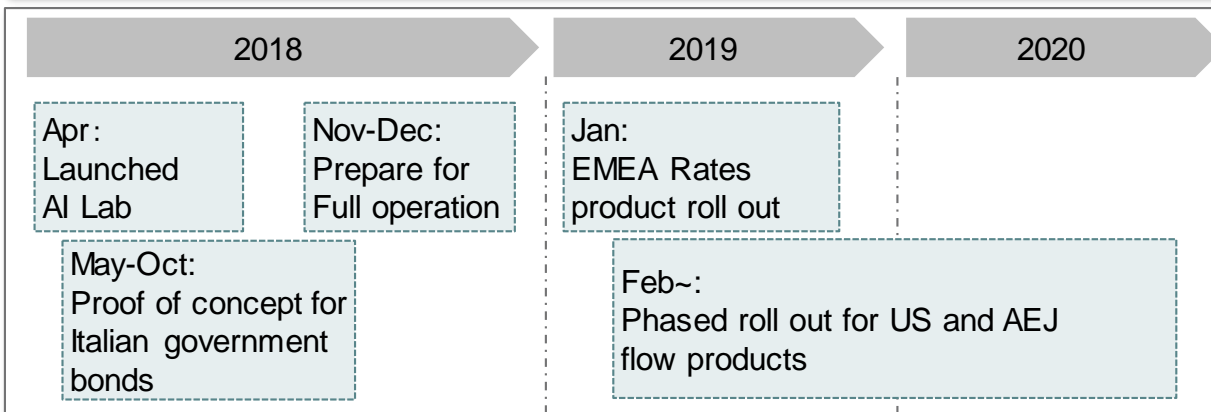 2018
2019
2020
Apr:
Launched
AI Lab
Nov-Dec:
Prepare for
Full operation
Jan:
EMEA Rates
product roll out
May-Oct:
Proof of concept for
Italian government
bonds
Feb~:
Phased roll out for US and AEJ
flow products